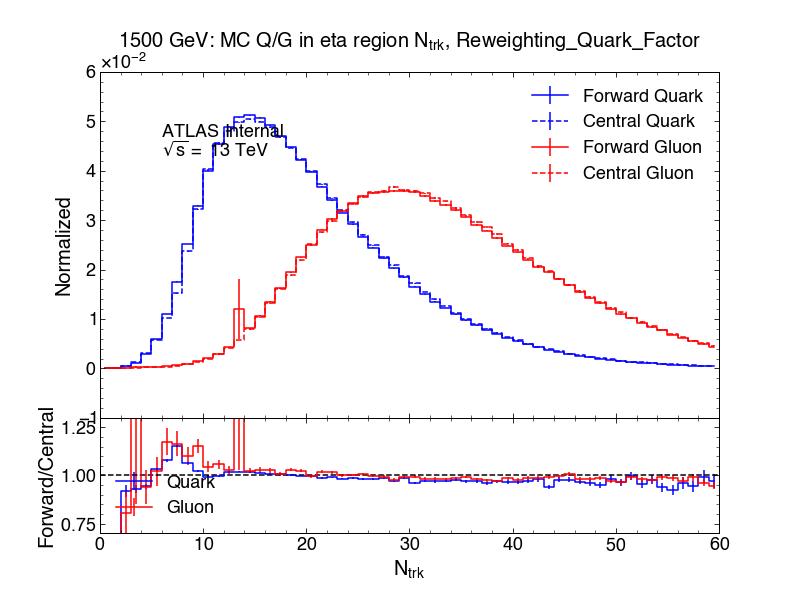 1500 GeV: MC Q/G in eta region N_trk, Reweighting_Quark_Factor
×10⁻²
6
5
4
3
2
1
0
−1
Normalized
ATLAS Internal
√s = 13 TeV
Forward Quark
Central Quark
Forward Gluon
Central Gluon
1.25
1.00
0.75
Forward/Central
Quark
Gluon
0 10 20 30 40 50 60
N_trk